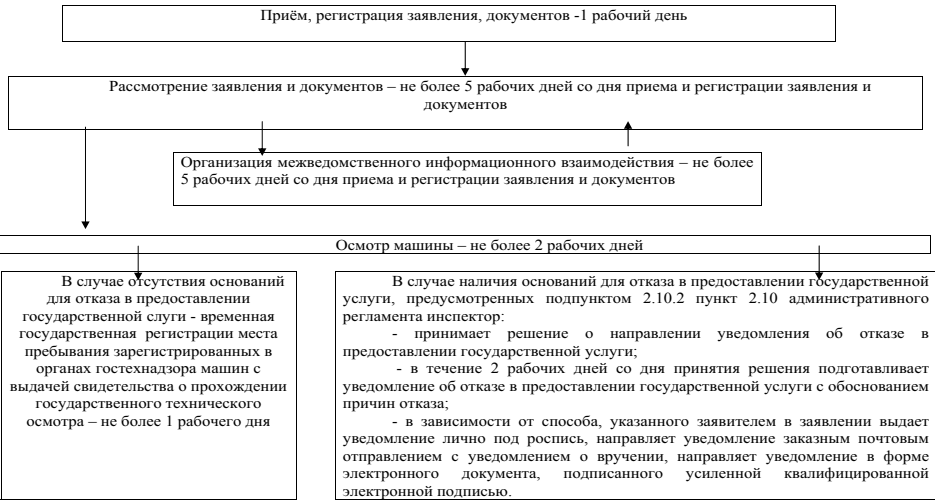 Приём, регистрация заявления, документов -1 рабочий день
Рассмотрение заявления и документов – не более 5 рабочих дней со дня приема и регистрации заявления и
документов
Организация межведомственного информационного взаимодействия – не более
5 рабочих дней со дня приема и регистрации заявления и документов
Осмотр машины – не более 2 рабочих дней
В случае отсутствия оснований
для отказа в предоставлении
государственной слуги - временная
государственная регистрации места
пребывания зарегистрированных в
органах гостехнадзора машин с
выдачей свидетельства о прохождении
государственного технического
осмотра – не более 1 рабочего дня
В случае наличия оснований для отказа в предоставлении государственной
услуги, предусмотренных подпунктом 2.10.2 пункт 2.10 административного
регламента инспектор:
- принимает решение о направлении уведомления об отказе в
предоставлении государственной услуги;
- в течение 2 рабочих дней со дня принятия решения подготавливает
уведомление об отказе в предоставлении государственной услуги с обоснованием
причин отказа;
- в зависимости от способа, указанного заявителем в заявлении выдает
уведомление лично под роспись, направляет уведомление заказным почтовым
отправлением с уведомлением о вручении, направляет уведомление в форме
электронного документа, подписанного усиленной квалифицированной
электронной подписью.